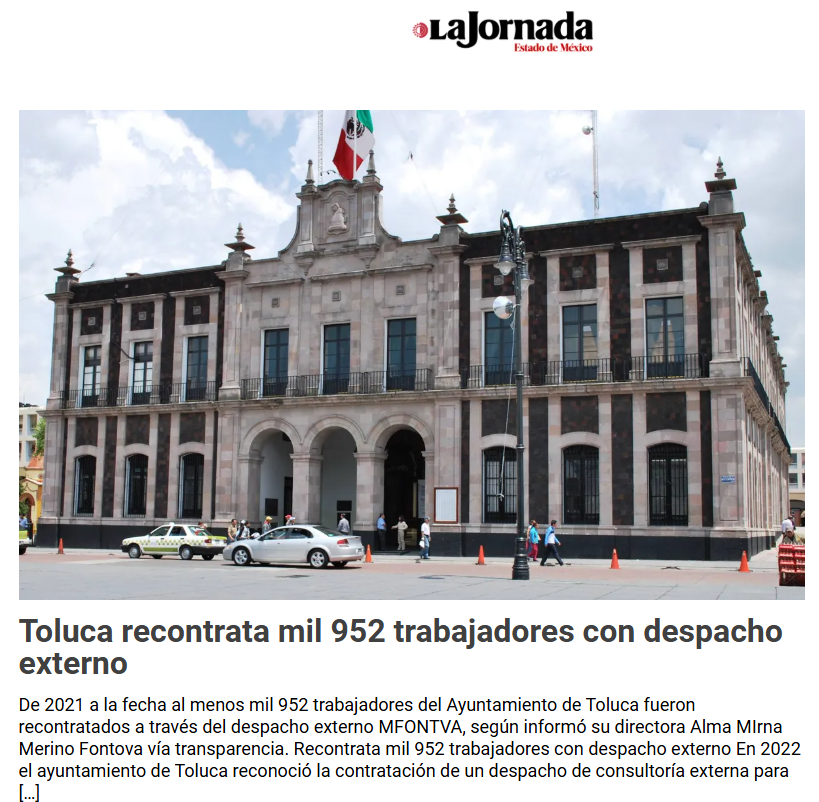 LaJornada
Estado de México
Toluca recontrata mil 952 trabajadores con despacho
externo
De 2021 a la fecha al menos mil 952 trabajadores del Ayuntamiento de Toluca fueron
recontratados a través del despacho externo MFONTVA, según informó su directora Alma MIrna
Merino Fontova vía transparencia. Recontrata mil 952 trabajadores con despacho externo En 2022
el ayuntamiento de Toluca reconoció la contratación de un despacho de consultoría externa para
[...]